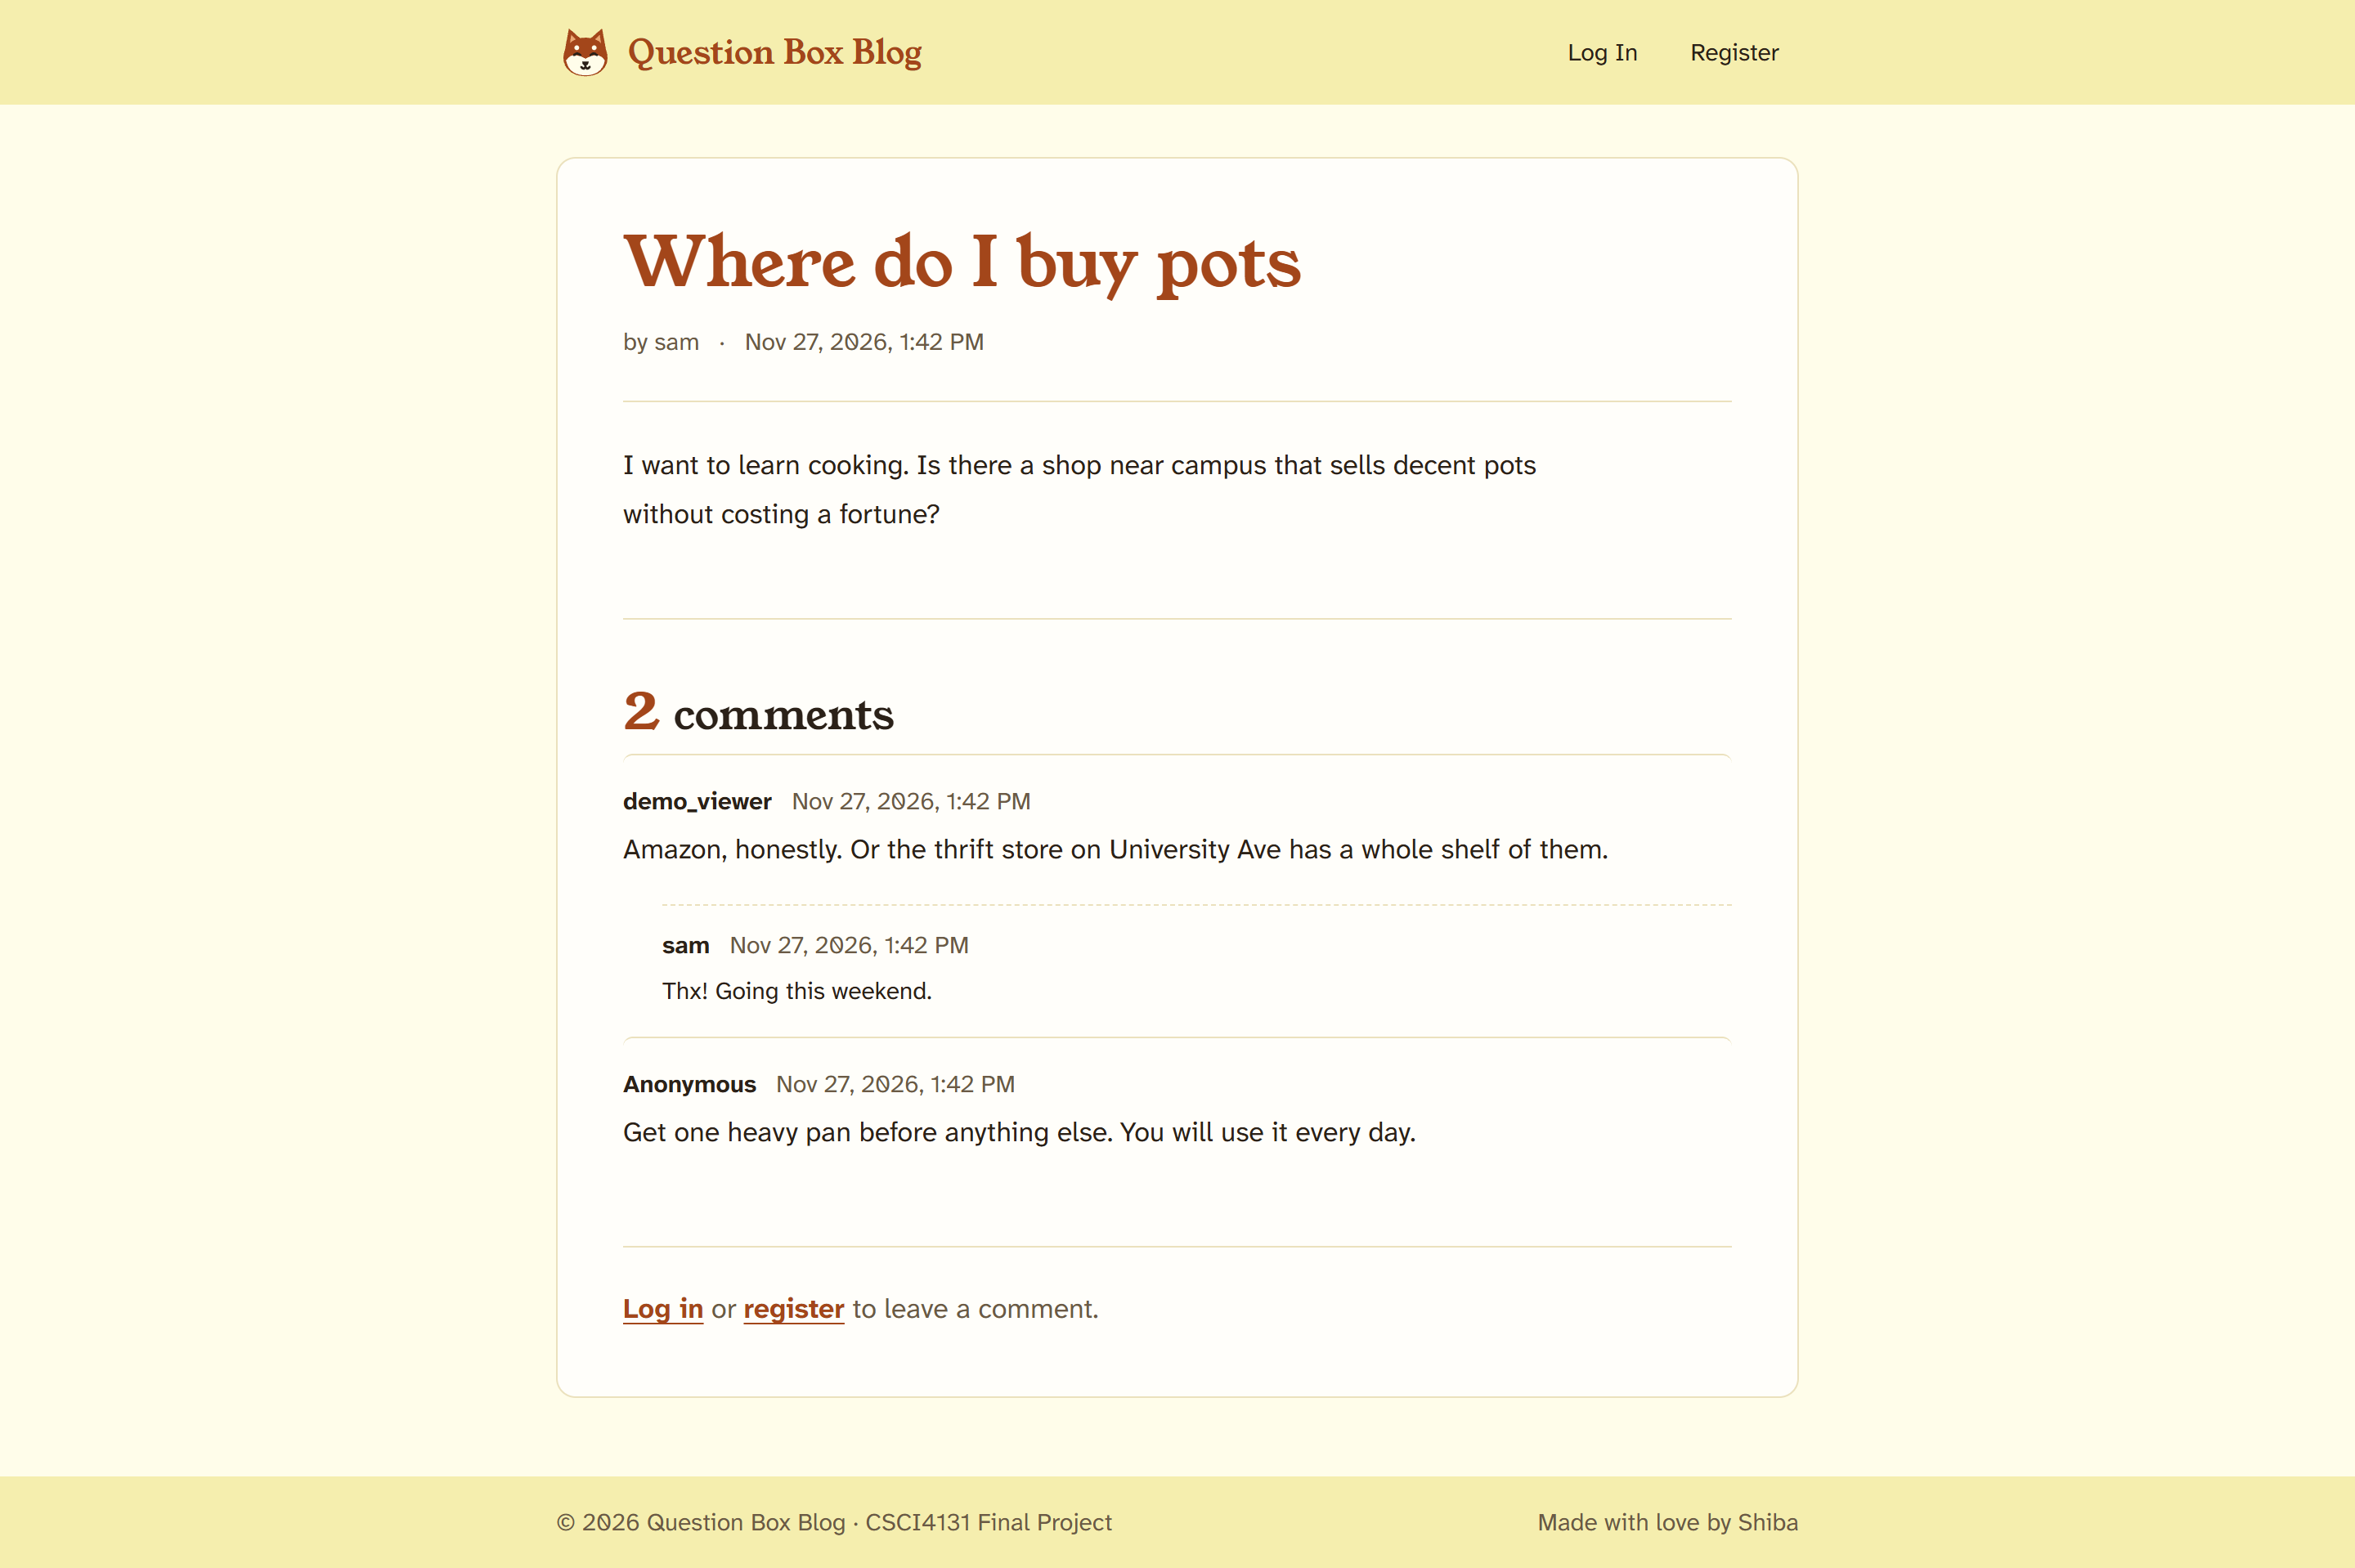 Question Box Blog
Log In
Register
Where do I buy pots
by sam · Nov 27, 2026, 1:42 PM
I want to learn cooking. Is there a shop near campus that sells decent pots
without costing a fortune?
2 comments
demo_viewer Nov 27, 2026, 1:42 PM
Amazon, honestly. Or the thrift store on University Ave has a whole shelf of them.
sam Nov 27, 2026, 1:42 PM
Thx! Going this weekend.
Anonymous Nov 27, 2026, 1:42 PM
Get one heavy pan before anything else. You will use it every day.
Log in or register to leave a comment.
© 2026 Question Box Blog · CSCI4131 Final Project
Made with love by Shiba